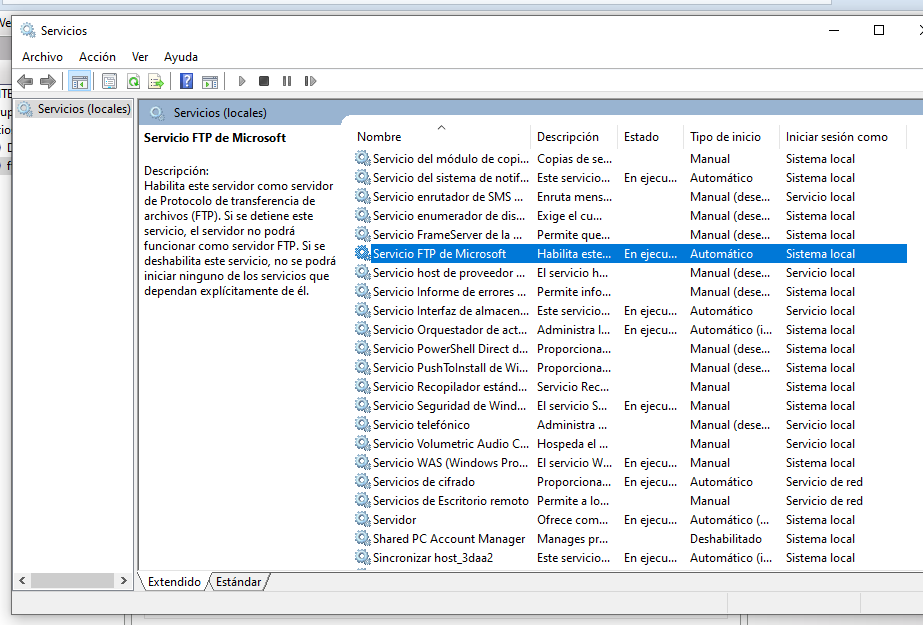 Ve
Servicios
Archivo Acción Ver Ayuda
Servicios (locales)
Servicios (locales)
Servicio FTP de Microsoft
Descripción:
Habilita este servidor como servidor
de Protocolo de transferencia de
archivos (FTP). Si se detiene este
servicio, el servidor no podrá
funcionar como servidor FTP. Si se
deshabilita este servicio, no se podrá
iniciar ninguno de los servicios que
dependan explícitamente de él.
Nombre Descripción Estado Tipo de inicio Iniciar sesión como
Servicio del módulo de copi... Copias de se... Manual Sistema local
Servicio del sistema de notif... Este servicio... En ejecu... Automático Sistema local
Servicio enrutador de SMS ... Enruta mens... Manual (dese... Servicio local
Servicio enumerador de dis... Exige el cu... Manual (dese... Sistema local
Servicio FrameServer de la ... Permite que... Manual (dese... Sistema local
Servicio FTP de Microsoft Habilita este... En ejecu... Automático Sistema local
Servicio host de proveedor ... El servicio h... Manual (dese... Servicio local
Servicio Informe de errores ... Permite info... Manual (dese... Sistema local
Servicio Interfaz de almacen... Este servicio... En ejecu... Automático Servicio local
Servicio Orquestador de act... Administra l... En ejecu... Automático (i... Sistema local
Servicio PowerShell Direct d... Proporciona... Manual (dese... Sistema local
Servicio PushToInstall de Wi... Proporciona... Manual (dese... Sistema local
Servicio Recopilador estánd... Servicio Rec... Manual Sistema local
Servicio Seguridad de Wind... El servicio S... En ejecu... Manual Sistema local
Servicio telefónico Administra ... Manual (dese... Servicio local
Servicio Volumetric Audio C... Hospeda el ... Manual Servicio local
Servicio WAS (Windows Pro... El servicio W... En ejecu... Manual Sistema local
Servicios de cifrado Proporciona... En ejecu... Automático Servicio de red
Servicios de Escritorio remoto Permite a lo... Manual Servicio de red
Servidor Ofrece com... En ejecu... Automático (... Sistema local
Shared PC Account Manager Manages pr... Deshabilitado Sistema local
Sincronizar host_3daa2 Este servicio... En ejecu... Automático (i... Sistema local
Extendido Estándar